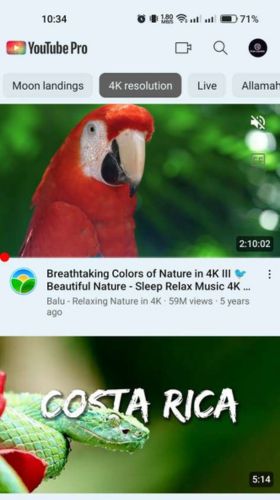 10:34
1.80
KB/S
71%
YouTube Pro
Moon landings
4K resolution
Live
Allamah
CC
2:10:02
Breathtaking Colors of Nature in 4K III 🐦
Beautiful Nature - Sleep Relax Music 4K ...
Balu - Relaxing Nature in 4K · 59M views · 5 years
ago
COSTA RICA
5:14